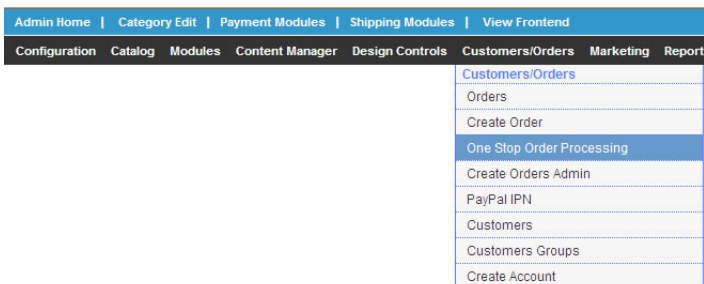 Admin Home | Category Edit | Payment Modules | Shipping Modules | View Frontend
Configuration Catalog Modules Content Manager Design Controls Customers/Orders Marketing Report
Customers/Orders
Orders
Create Order
One Stop Order Processing
Create Orders Admin
PayPal IPN
Customers
Customers Groups
Create Account